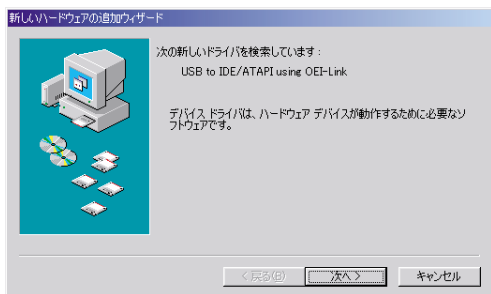 新しいハードウェアの追加ウィザード
次の新しいドライバを検索しています :
USB to IDE/ATAPI using OEI-Link
デバイス ドライバは、ハードウェア デバイスが動作するために必要なソ
フトウェアです。
< 戻る(B)
次へ >
キャンセル